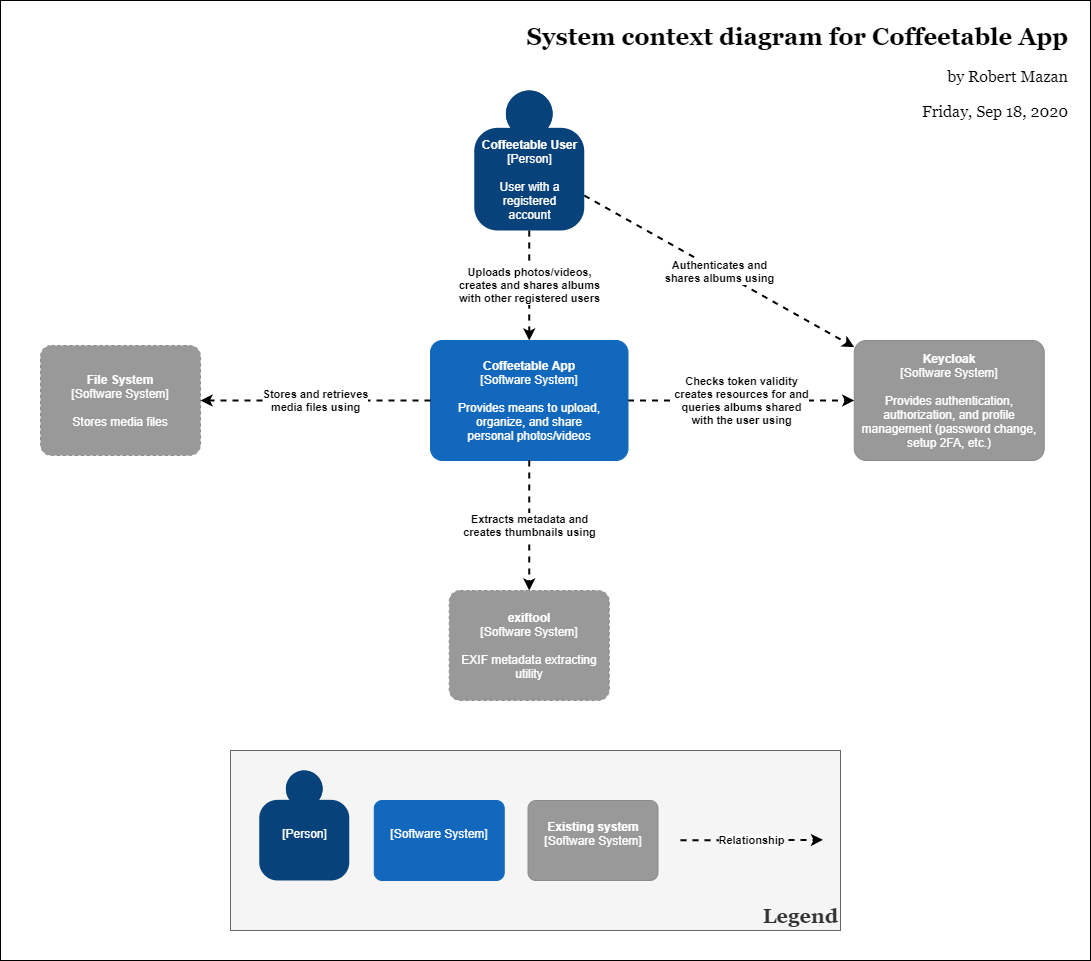 System context diagram for Coffeetable App
by Robert Mazan
Friday, Sep 18, 2020
Coffeetable User
[Person]
User with a
registered
account
Uploads photos/videos,
creates and shares albums
with other registered users
Authenticates and
shares albums using
File System
[Software System]
Stores media files
Stores and retrieves
media files using
Coffeetable App
[Software System]
Provides means to upload,
organize, and share
personal photos/videos
Checks token validity
creates resources for and
queries albums shared
with the user using
Keycloak
[Software System]
Provides authentication,
authorization, and profile
management (password change,
setup 2FA, etc.)
Extracts metadata and
creates thumbnails using
exiftool
[Software System]
EXIF metadata extracting
utility
[Person]
[Software System]
Existing system
[Software System]
Relationship
Legend